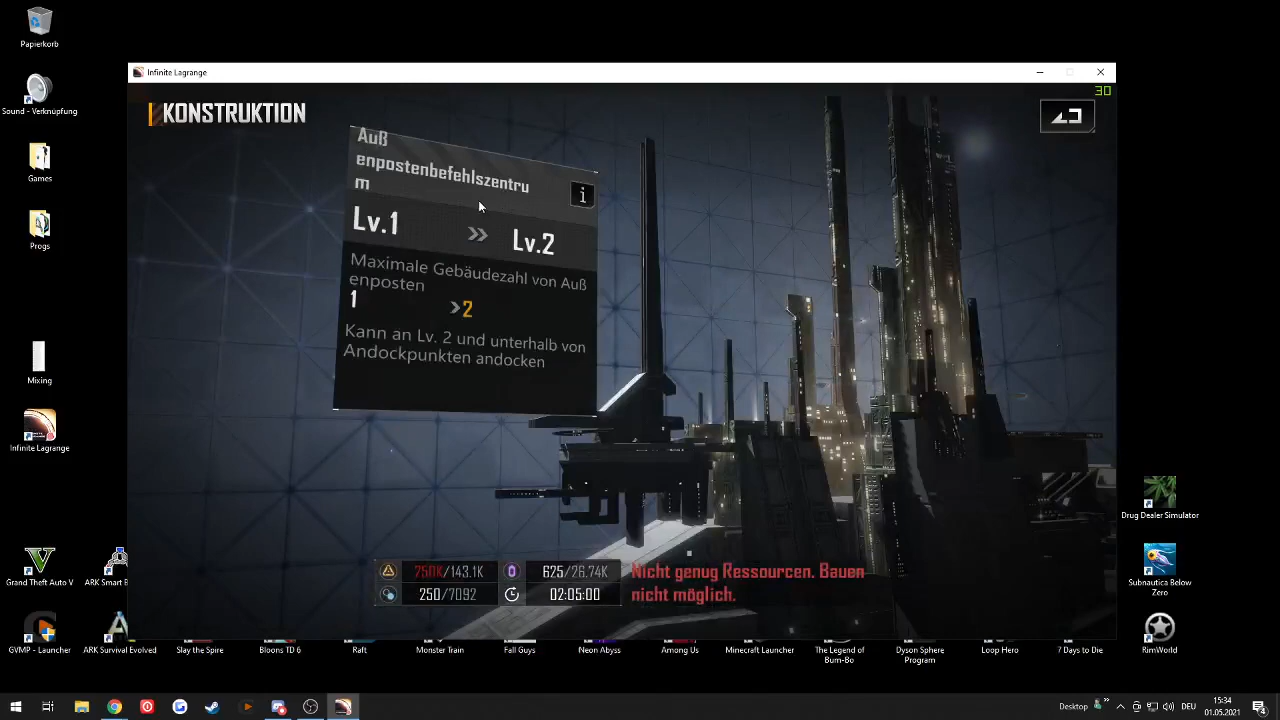 Papierkorb
Infinite Lagrange
30
KONSTRUKTION
Auß
enpostenbefehlszentru
m
i
Lv.1
Lv.2
Maximale Gebäudezahl von Auß
enposten
1
2
Kann an Lv. 2 und unterhalb von
Andockpunkten andocken
750K/143.1K
625/26.74K
250/7092
02:05:00
Nicht genug Ressourcen. Bauen
nicht möglich.
Sound - Verknüpfung
Games
Progs
Mixing
Infinite Lagrange
Grand Theft Auto V
ARK Smart B
Drug Dealer Simulator
Subnautica Below
Zero
GVMP - Launcher
ARK Survival Evolved
Slay the Spire
Bloons TD 6
Raft
Monster Train
Fall Guys
Neon Abyss
Among Us
Minecraft Launcher
The Legend of
Bum-Bo
Dyson Sphere
Program
Loop Hero
7 Days to Die
RimWorld
Desktop
DEU
15:34
01.05.2021